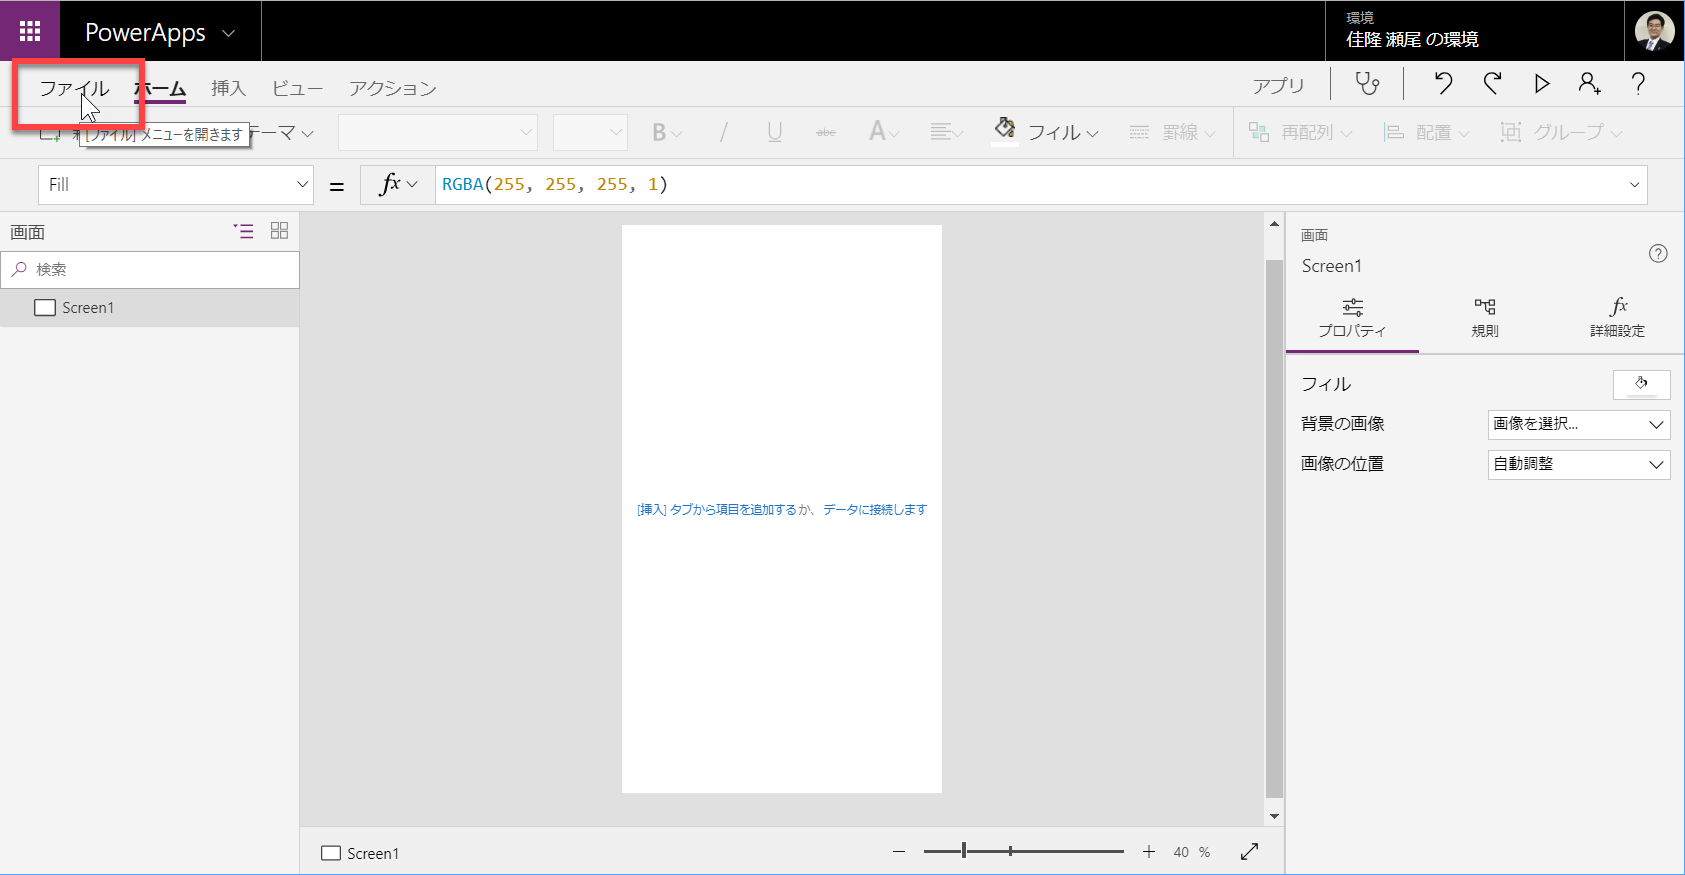 PowerApps
環境
佳隆 瀬尾 の環境
ファイル ホーム 挿入 ビュー アクション アプリ
[ファイル] メニューを開きます
テーマ B / U abc A フィル 罫線 再配列 配置 グループ
Fill = fx RGBA(255, 255, 255, 1)
画面
検索
Screen1
[挿入] タブから項目を追加するか、データに接続します
Screen1
40 %
画面
Screen1
プロパティ 規則 詳細設定
フィル
背景の画像 画像を選択...
画像の位置 自動調整